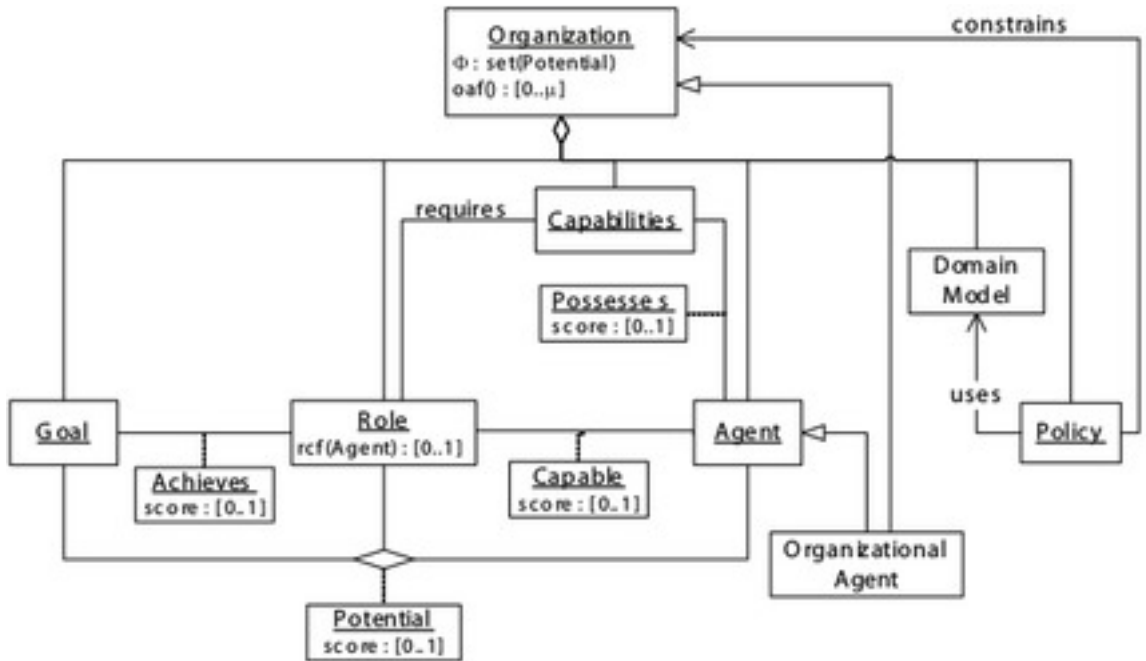 Organization
Φ : set(Potential)
oaf() : [0..μ]
constrains
requires
Capabilities
Domain
Model
Possesses
score : [0..1]
uses
Goal
Role
rcf(Agent) : [0..1]
Agent
Policy
Achieves
score : [0..1]
Capable
score : [0..1]
Organizational
Agent
Potential
score : [0..1]